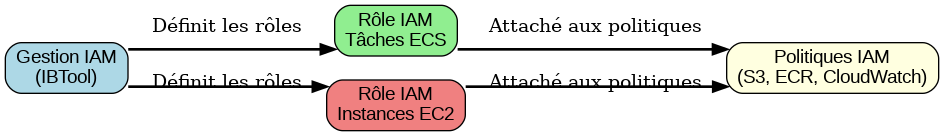 Définit les rôles
Rôle IAM
Tâches ECS
Attaché aux politiques
Gestion IAM
(IBTool)
Politiques IAM
(S3, ECR, CloudWatch)
Définit les rôles
Rôle IAM
Instances EC2
Attaché aux politiques